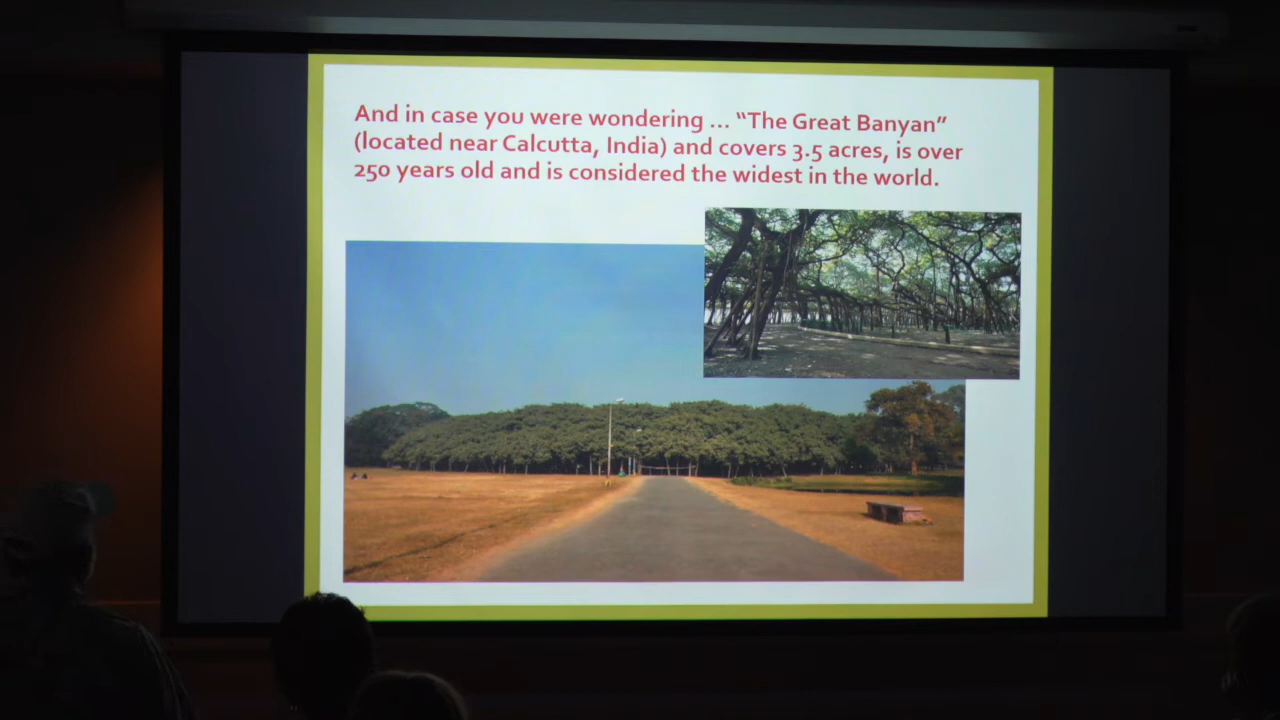 And in case you were wondering ... “The Great Banyan”
(located near Calcutta, India) and covers 3.5 acres, is over
250 years old and is considered the widest in the world.